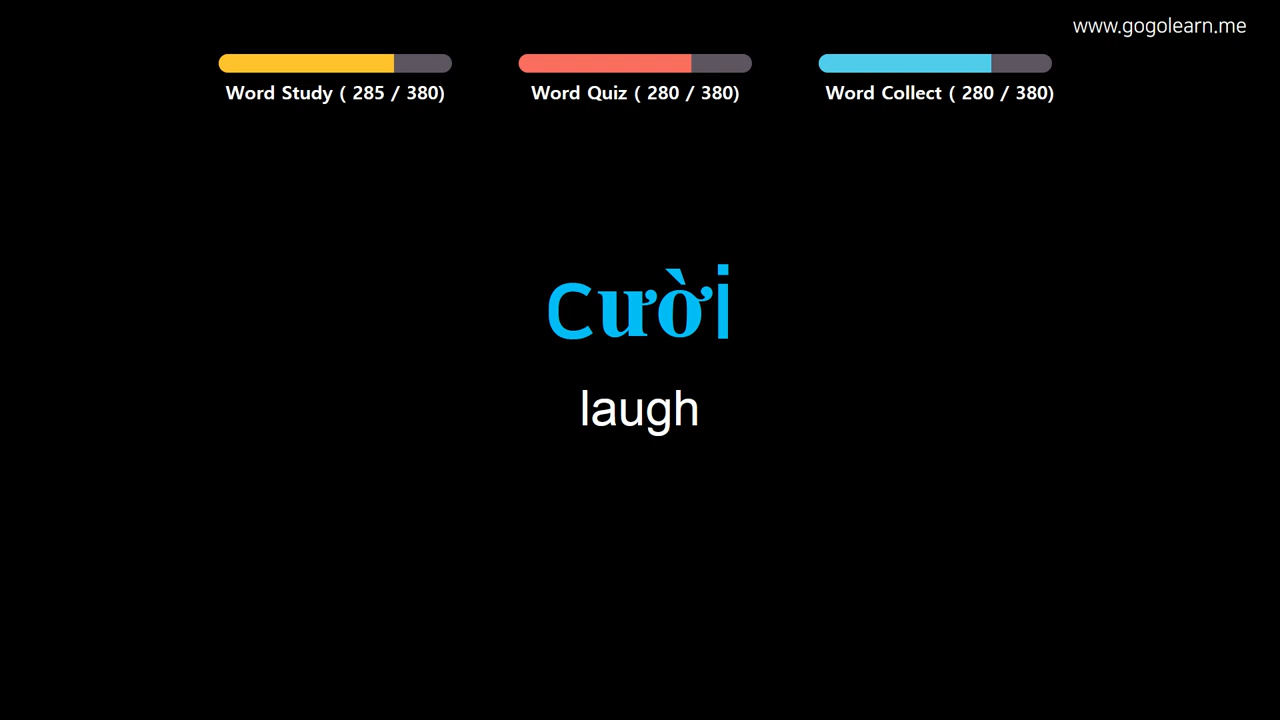 www.gogolearn.me
Word Study ( 285 / 380)
Word Quiz ( 280 / 380)
Word Collect ( 280 / 380)
cười
laugh